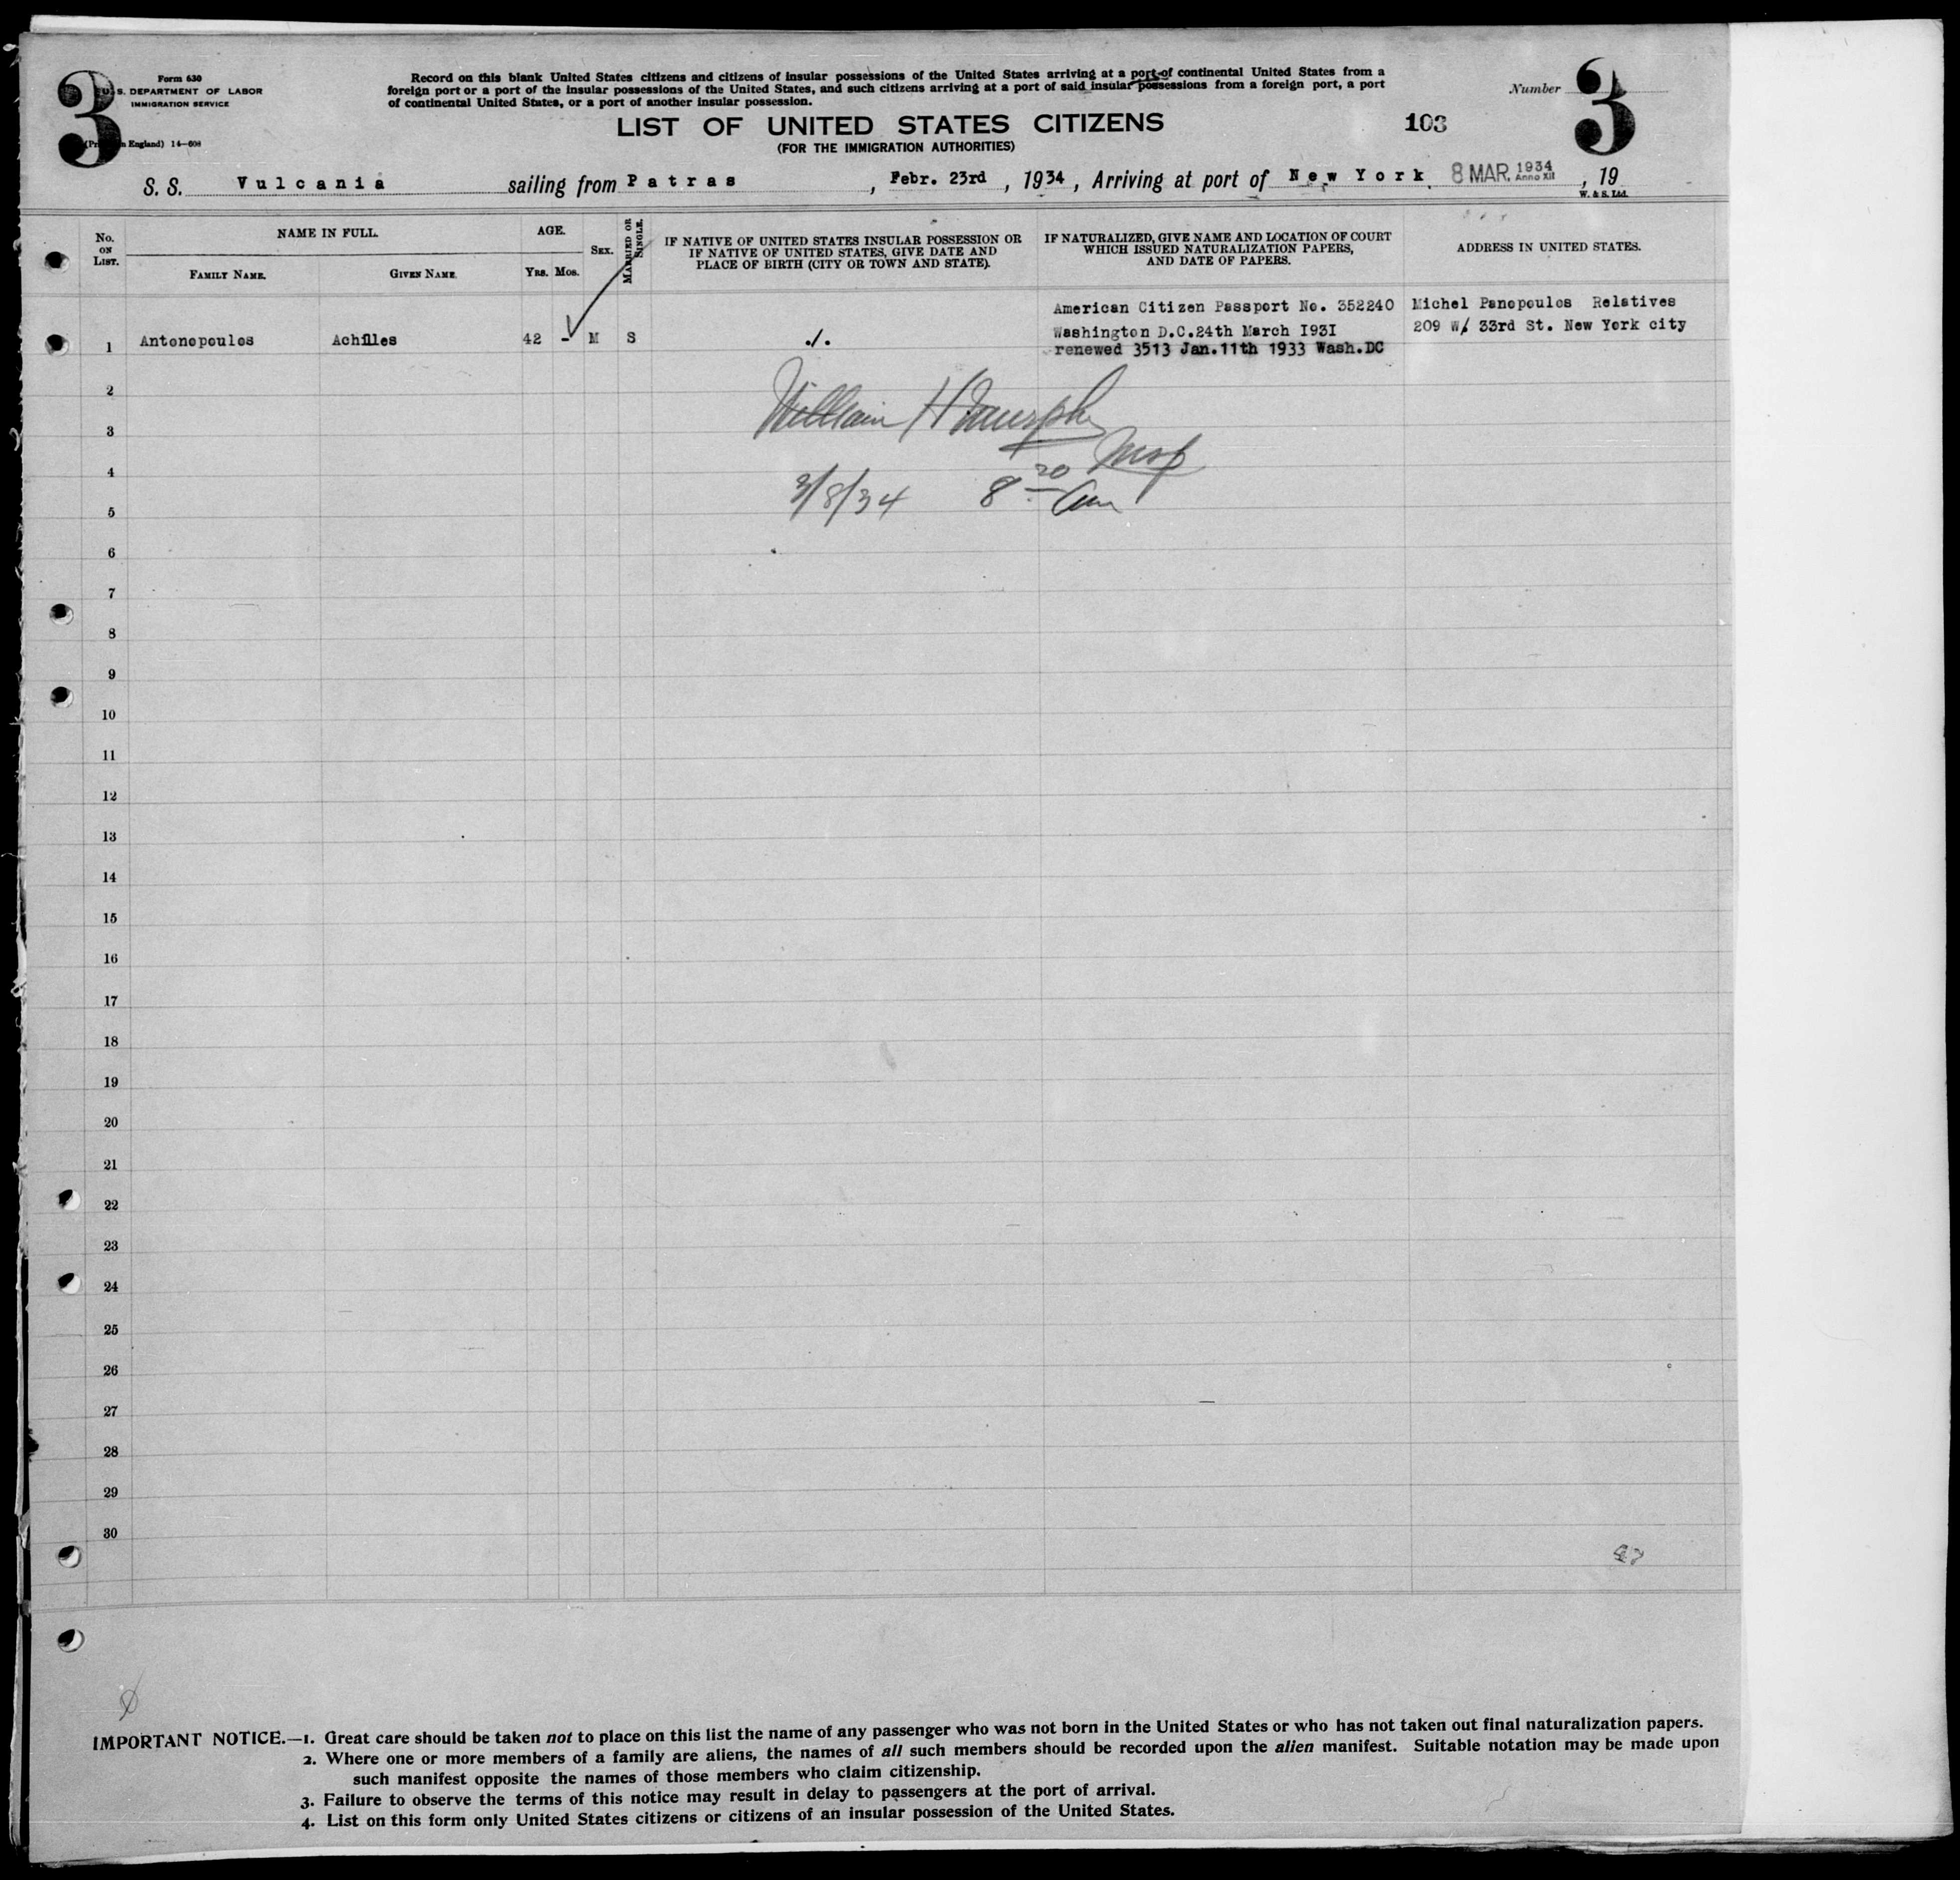 3
Form 630
U. S. DEPARTMENT OF LABOR
IMMIGRATION SERVICE
England) 14—608
Record on this blank United States citizens and citizens of insular possessions of the United States arriving at a port of continental United States from a
foreign port or a port of the insular possessions of the United States, and such citizens arriving at a port of said insular possessions from a foreign port, a port
of continental United States, or a port of another insular possession.
Number 3
LIST OF UNITED STATES CITIZENS
103
(FOR THE IMMIGRATION AUTHORITIES)
S. S. Vulcania sailing from Patras, Febr. 23rd, 1934, Arriving at port of New York. 8 MAR. 1934 Anno XII, 19
W. & S. Ltd.
No. ON LIST.
NAME IN FULL.
FAMILY NAME.
GIVEN NAME.
AGE.
YRS. MOS.
SEX.
MARRIED OR SINGLE.
IF NATIVE OF UNITED STATES INSULAR POSSESSION OR
IF NATIVE OF UNITED STATES, GIVE DATE AND
PLACE OF BIRTH (CITY OR TOWN AND STATE).
IF NATURALIZED, GIVE NAME AND LOCATION OF COURT
WHICH ISSUED NATURALIZATION PAPERS,
AND DATE OF PAPERS.
ADDRESS IN UNITED STATES.
1 Antonopoulos Achilles 42 - M S ./.
American Citizen Passport No. 352240
Washington D.C.24th March I93I
renewed 3513 Jan.11th 1933 Wash.DC
Michel Panopoulos Relatives
209 W/ 33rd St. New York city
William H Murphy
3/8/34 8 20 am
2
3
4
5
6
7
8
9
10
11
12
13
14
15
16
17
18
19
20
21
22
23
24
25
26
27
28
29
30
IMPORTANT NOTICE.—1. Great care should be taken not to place on this list the name of any passenger who was not born in the United States or who has not taken out final naturalization papers.
2. Where one or more members of a family are aliens, the names of all such members should be recorded upon the alien manifest. Suitable notation may be made upon
such manifest opposite the names of those members who claim citizenship.
3. Failure to observe the terms of this notice may result in delay to passengers at the port of arrival.
4. List on this form only United States citizens or citizens of an insular possession of the United States.